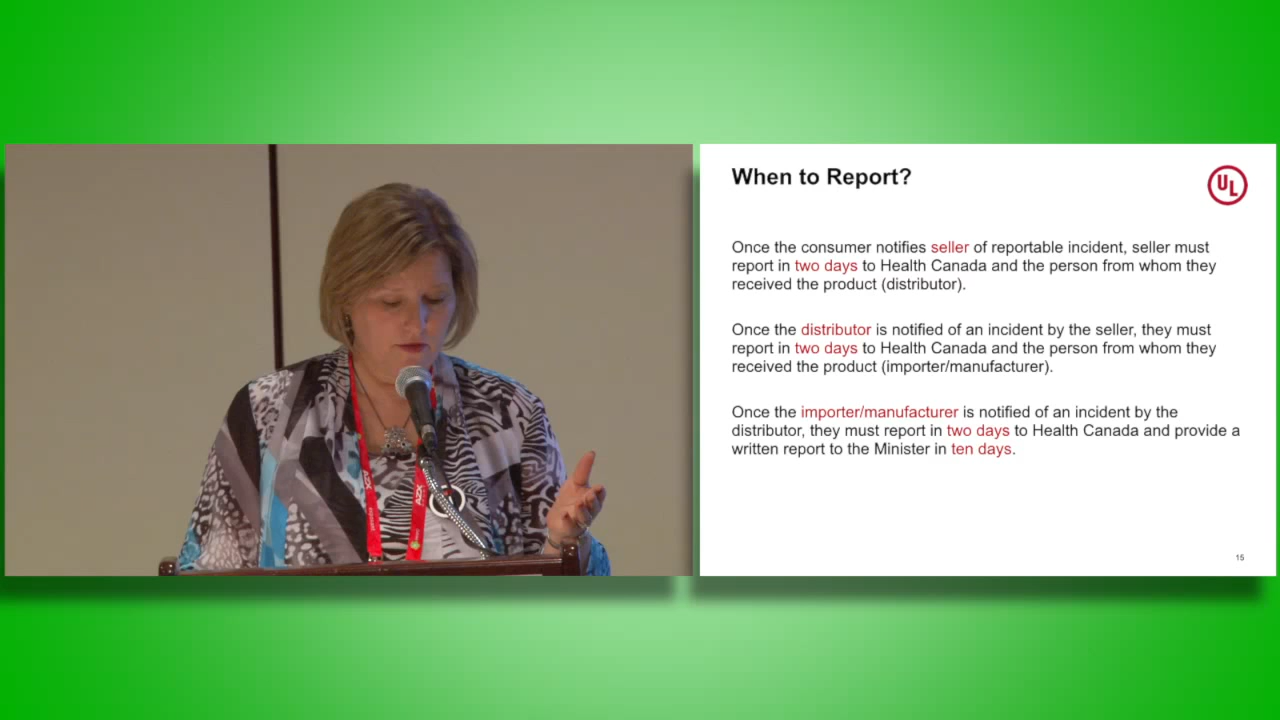 When to Report?
UL
Once the consumer notifies seller of reportable incident, seller must
report in two days to Health Canada and the person from whom they
received the product (distributor).
Once the distributor is notified of an incident by the seller, they must
report in two days to Health Canada and the person from whom they
received the product (importer/manufacturer).
Once the importer/manufacturer is notified of an incident by the
distributor, they must report in two days to Health Canada and provide a
written report to the Minister in ten days.
15
AZX
AZX